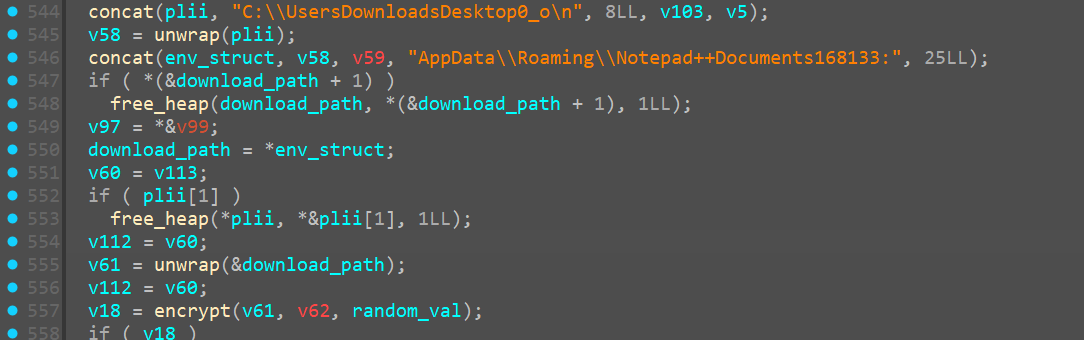 544 concat(plii, "C:\\UsersDownloadsDesktop0_o\n", 8LL, v103, v5);
545 v58 = unwrap(plii);
546 concat(env_struct, v58, v59, "AppData\\Roaming\\Notepad++Documents168133:", 25LL);
547 if ( *(&download_path + 1) )
548 free_heap(download_path, *(&download_path + 1), 1LL);
549 v97 = *&v99;
550 download_path = *env_struct;
551 v60 = v113;
552 if ( plii[1] )
553 free_heap(*plii, *&plii[1], 1LL);
554 v112 = v60;
555 v61 = unwrap(&download_path);
556 v112 = v60;
557 v18 = encrypt(v61, v62, random_val);
558 if ( v18 )